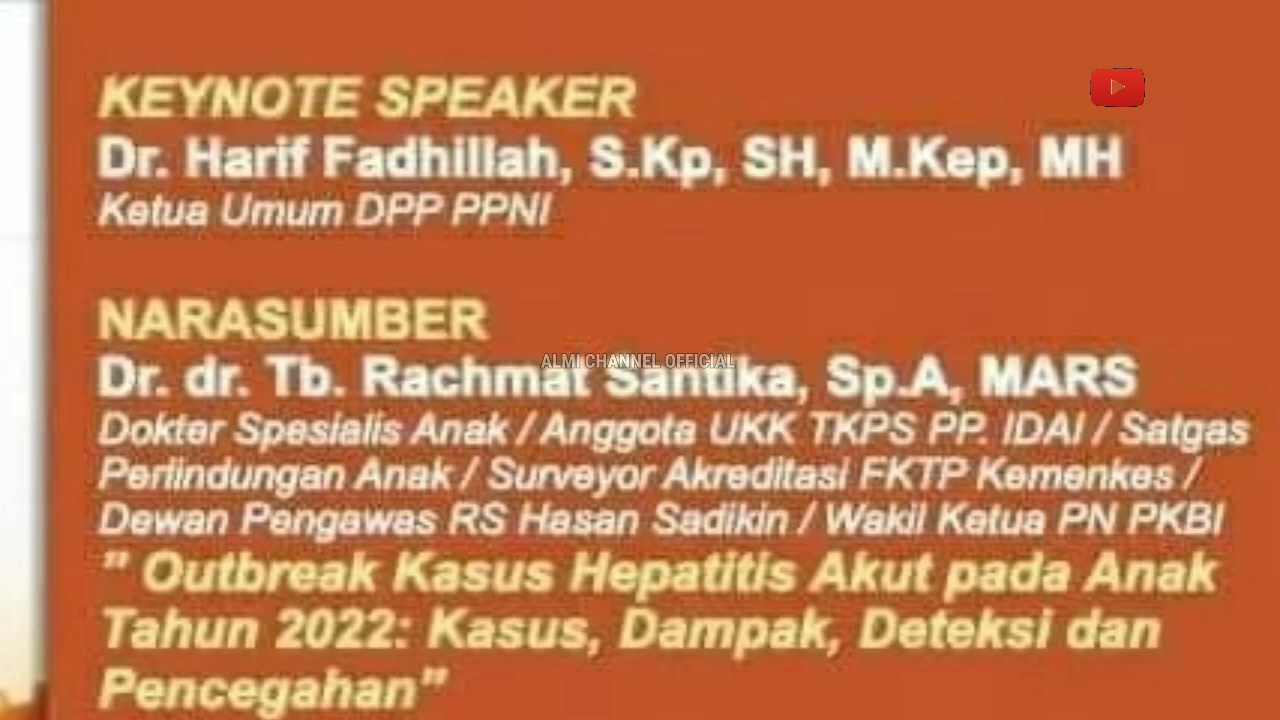 KEYNOTE SPEAKER
Dr. Harif Fadhillah, S.Kp, SH, M.Kep, MH
Ketua Umum DPP PPNI
NARASUMBER
ALMI CHANNEL OFFICIAL
Dr. dr. Tb. Rachmat Santika, Sp.A, MARS
Dokter Spesialis Anak / Anggota UKK TKPS PP. IDAI / Satgas
Perlindungan Anak / Surveyor Akreditasi FKTP Kemenkes /
Dewan Pengawas RS Hasan Sadikin / Wakil Ketua PN PKBI
" Outbreak Kasus Hepatitis Akut pada Anak
Tahun 2022: Kasus, Dampak, Deteksi dan
Pencegahan"